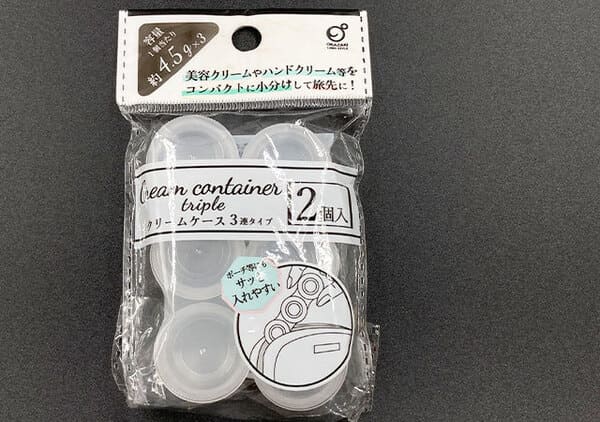 容量
1個当たり
約4.5g×3
OKAZAKI
美容クリームやハンドクリーム等を
コンパクトに小分けして旅先に!
Cream container
triple
クリームケース3連タイプ
2個入
ポーチ等にも
サッと
入れやすい